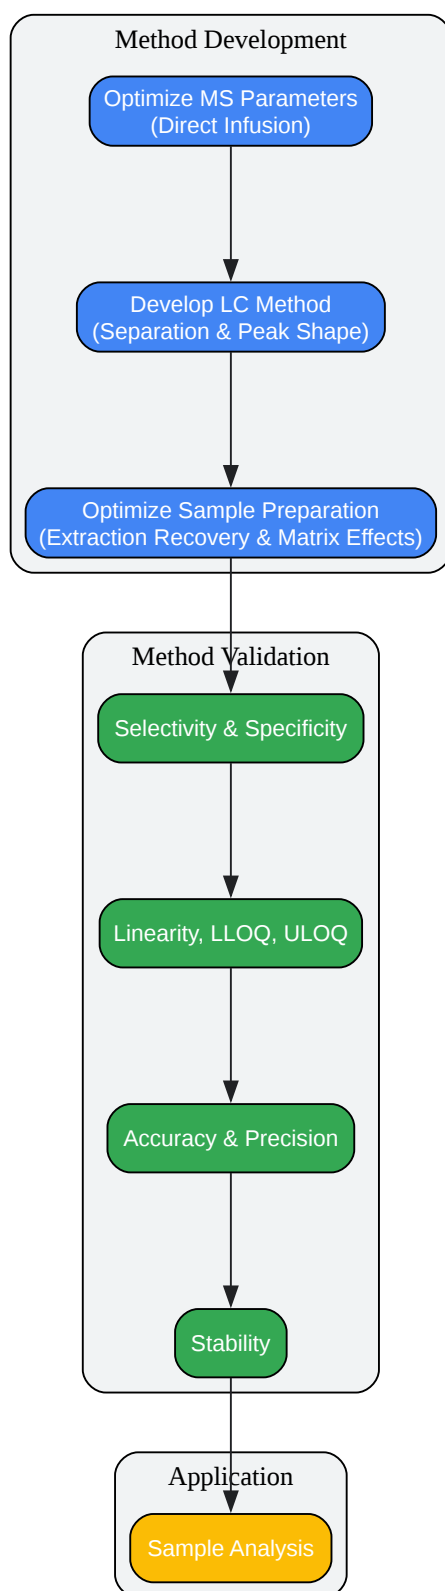 Method Development
Optimize MS Parameters
(Direct Infusion)
Develop LC Method
(Separation & Peak Shape)
Optimize Sample Preparation
(Extraction Recovery & Matrix Effects)
Method Validation
Selectivity & Specificity
Linearity, LLOQ, ULOQ
Accuracy & Precision
Stability
Application
Sample Analysis